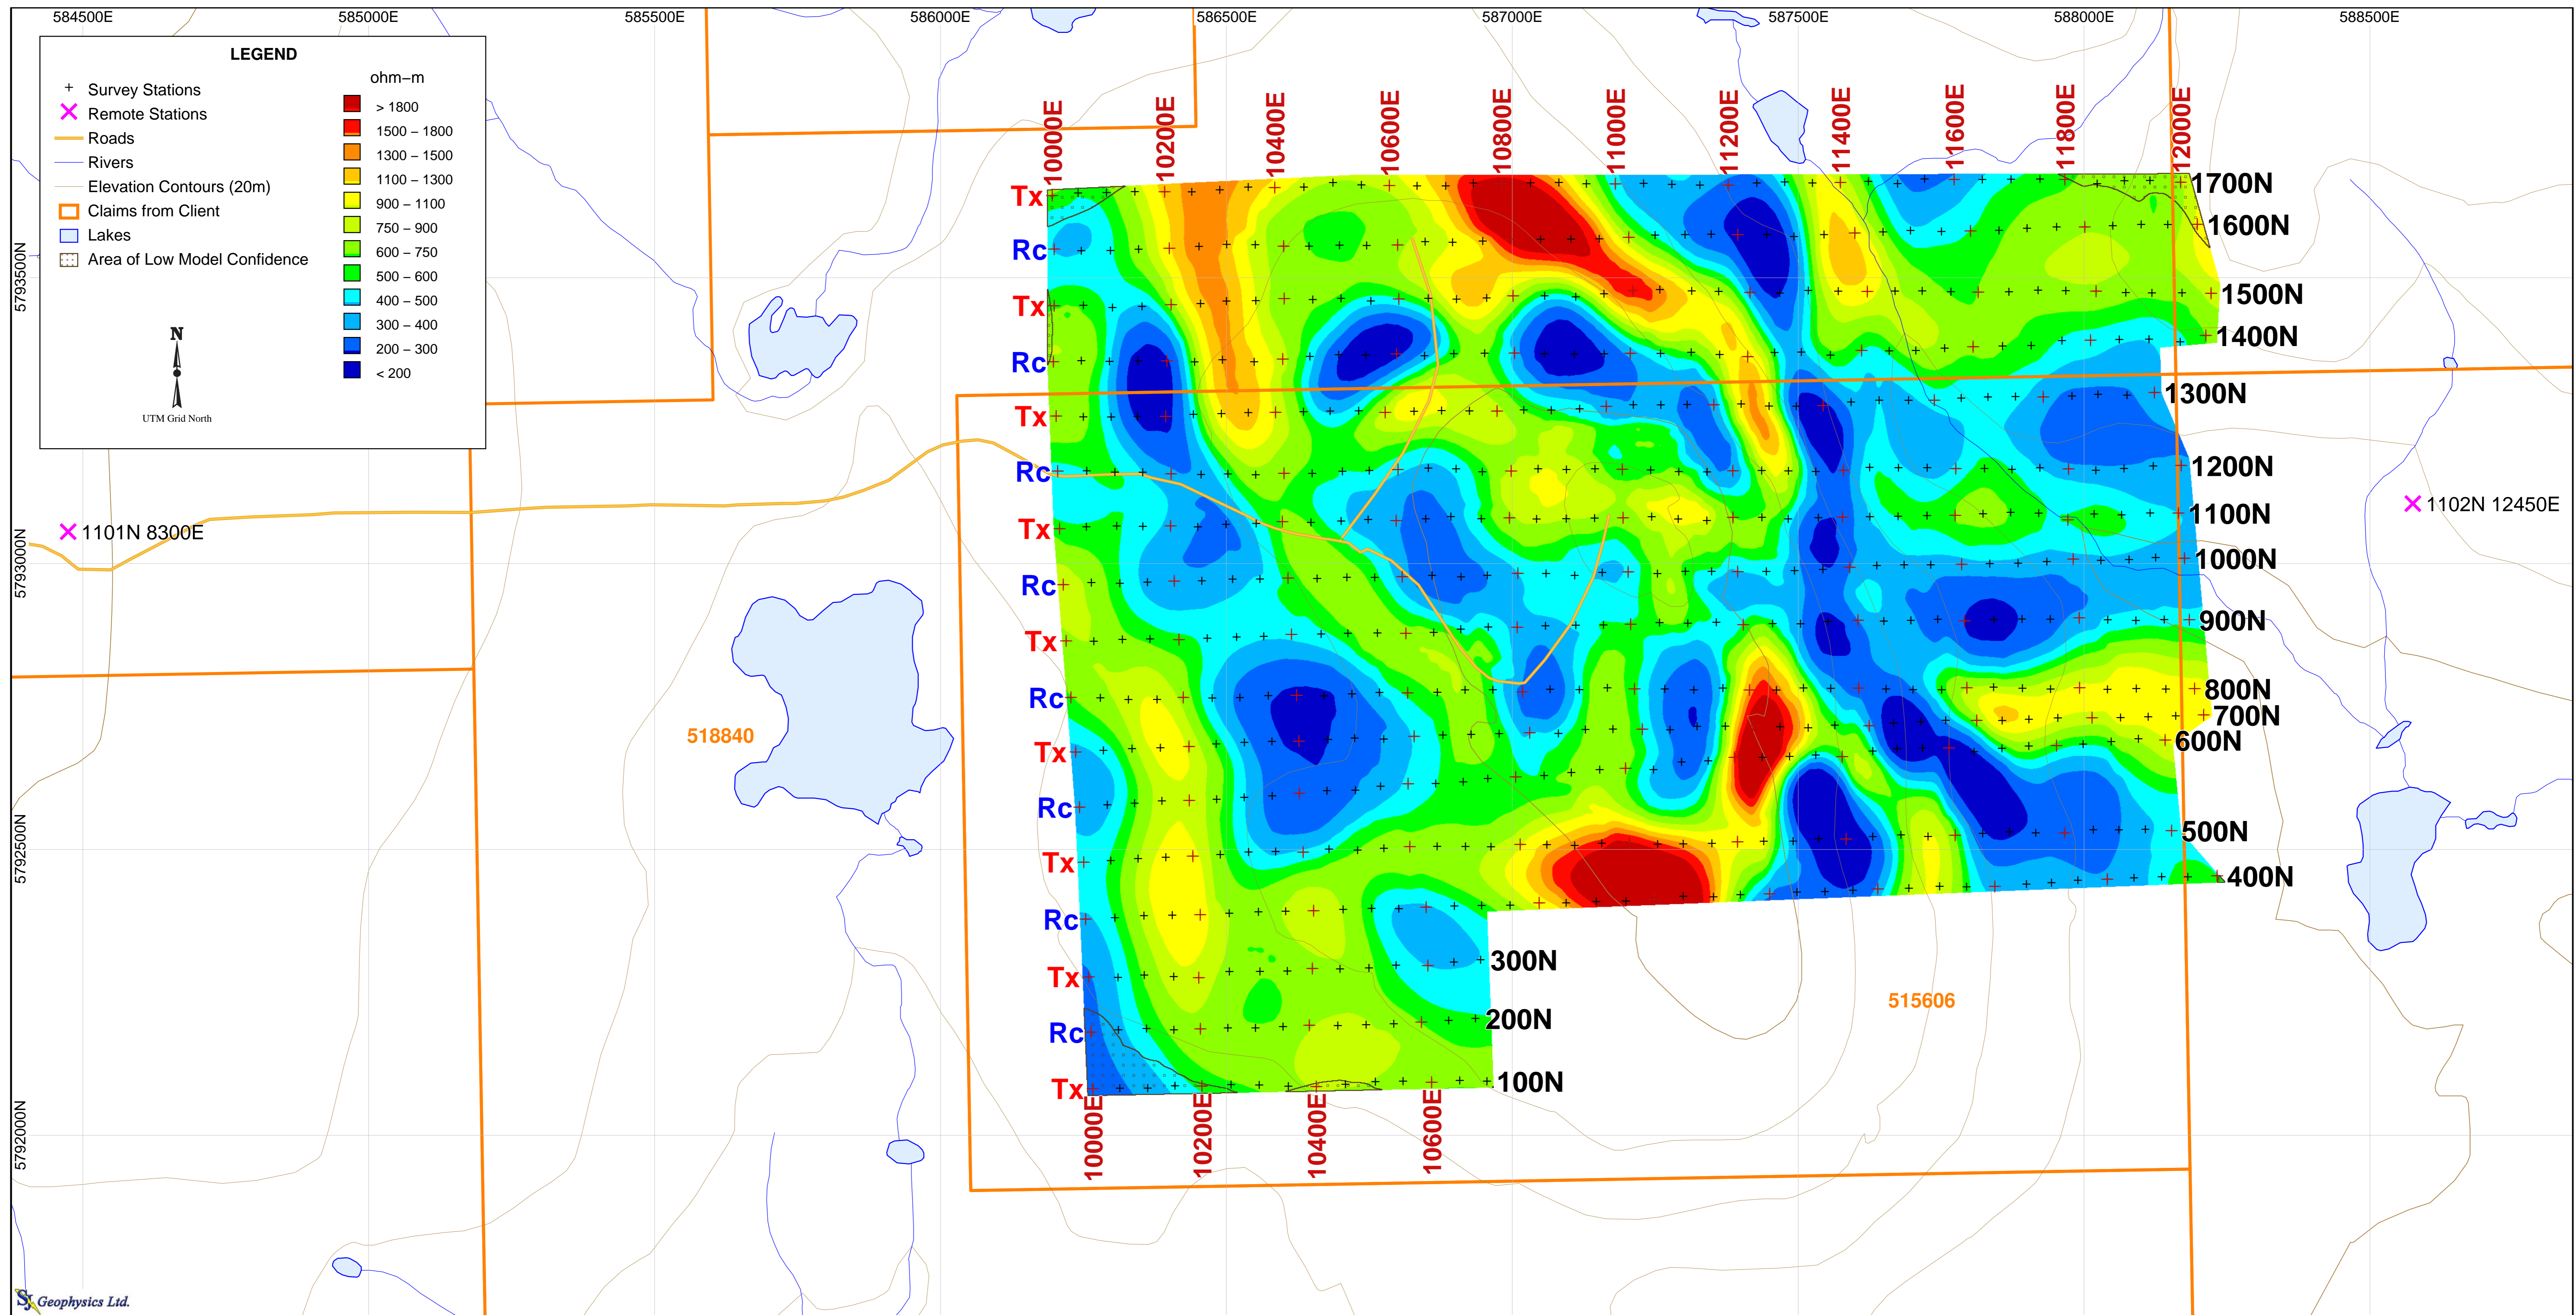 584500E
585000E
585500E
586000E
586500E
587000E
587500E
588000E
588500E
LEGEND
Survey Stations
Remote Stations
Roads
Rivers
Elevation Contours (20m)
Claims from Client
Lakes
Area of Low Model Confidence
ohm–m
> 1800
1500 – 1800
1300 – 1500
1100 – 1300
900 – 1100
750 – 900
600 – 750
500 – 600
400 – 500
300 – 400
200 – 300
< 200
N
UTM Grid North
5793500N
5793000N
5792500N
5792000N
10000E
10200E
10400E
10600E
10800E
11000E
11200E
11400E
11600E
11800E
12000E
Tx
Rc
Tx
Rc
Tx
Rc
Tx
Rc
Tx
Rc
Tx
Rc
Tx
Rc
Tx
Rc
Tx
1700N
1600N
1500N
1400N
1300N
1200N
1100N
1000N
900N
800N
700N
600N
500N
400N
300N
200N
100N
10000E
10200E
10400E
10600E
1101N 8300E
1102N 12450E
518840
515606
SJ Geophysics Ltd.